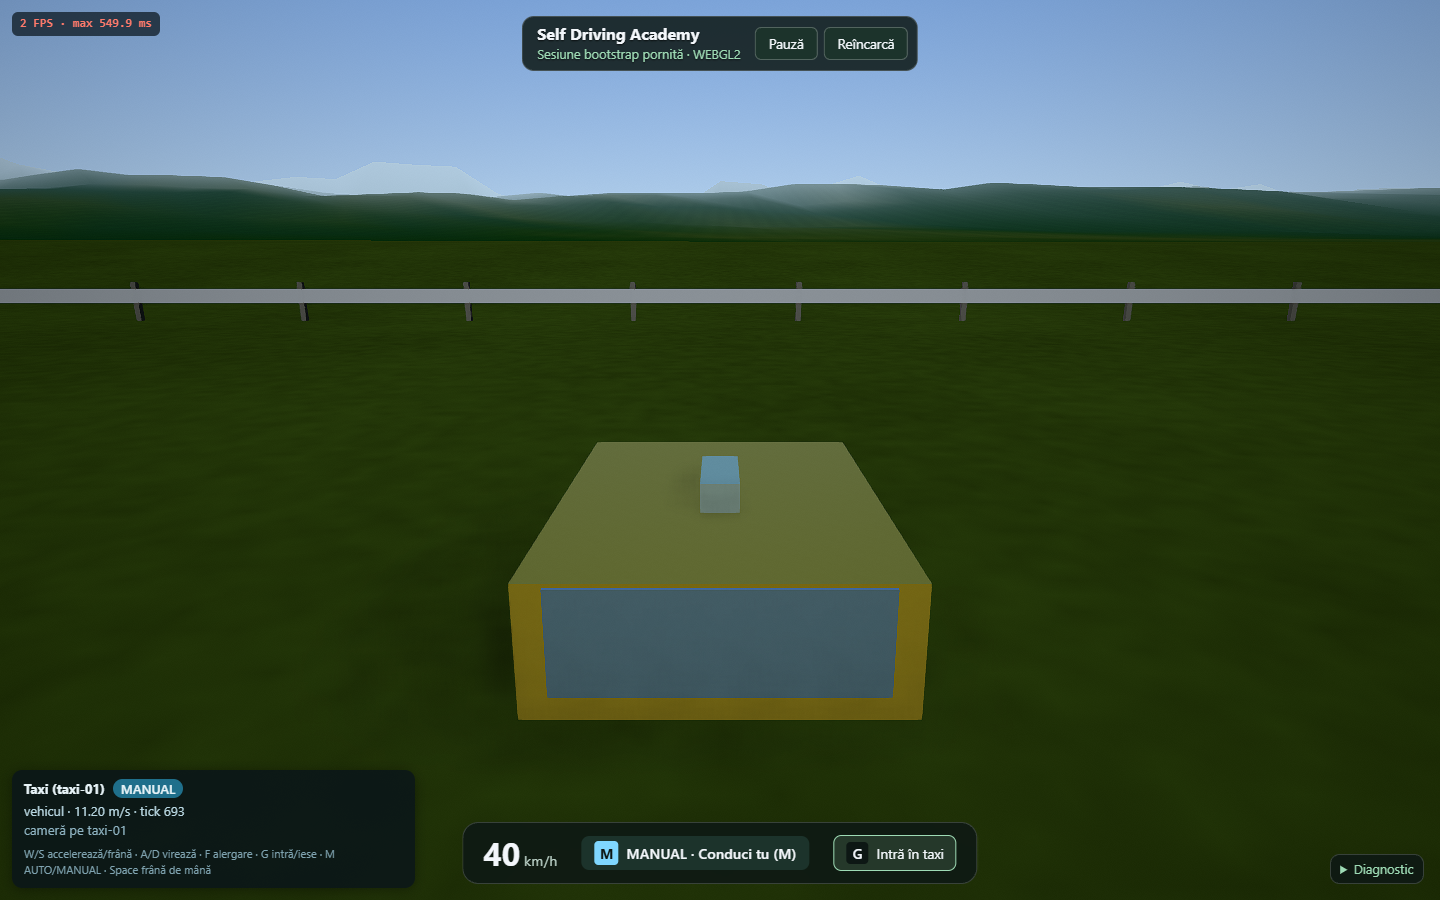 2 FPS - max 549.9 ms
Self Driving Academy
Sesiune bootstrap pornită · WEBGL2
Pauză
Reîncarcă
Taxi (taxi-01) MANUAL
vehicul · 11.20 m/s · tick 693
cameră pe taxi-01
W/S accelerează/frână · A/D virează · F alergare · G intră/iese · M
AUTO/MANUAL · Space frână de mână
40 km/h
M MANUAL · Conduci tu (M)
G Intră în taxi
▶ Diagnostic